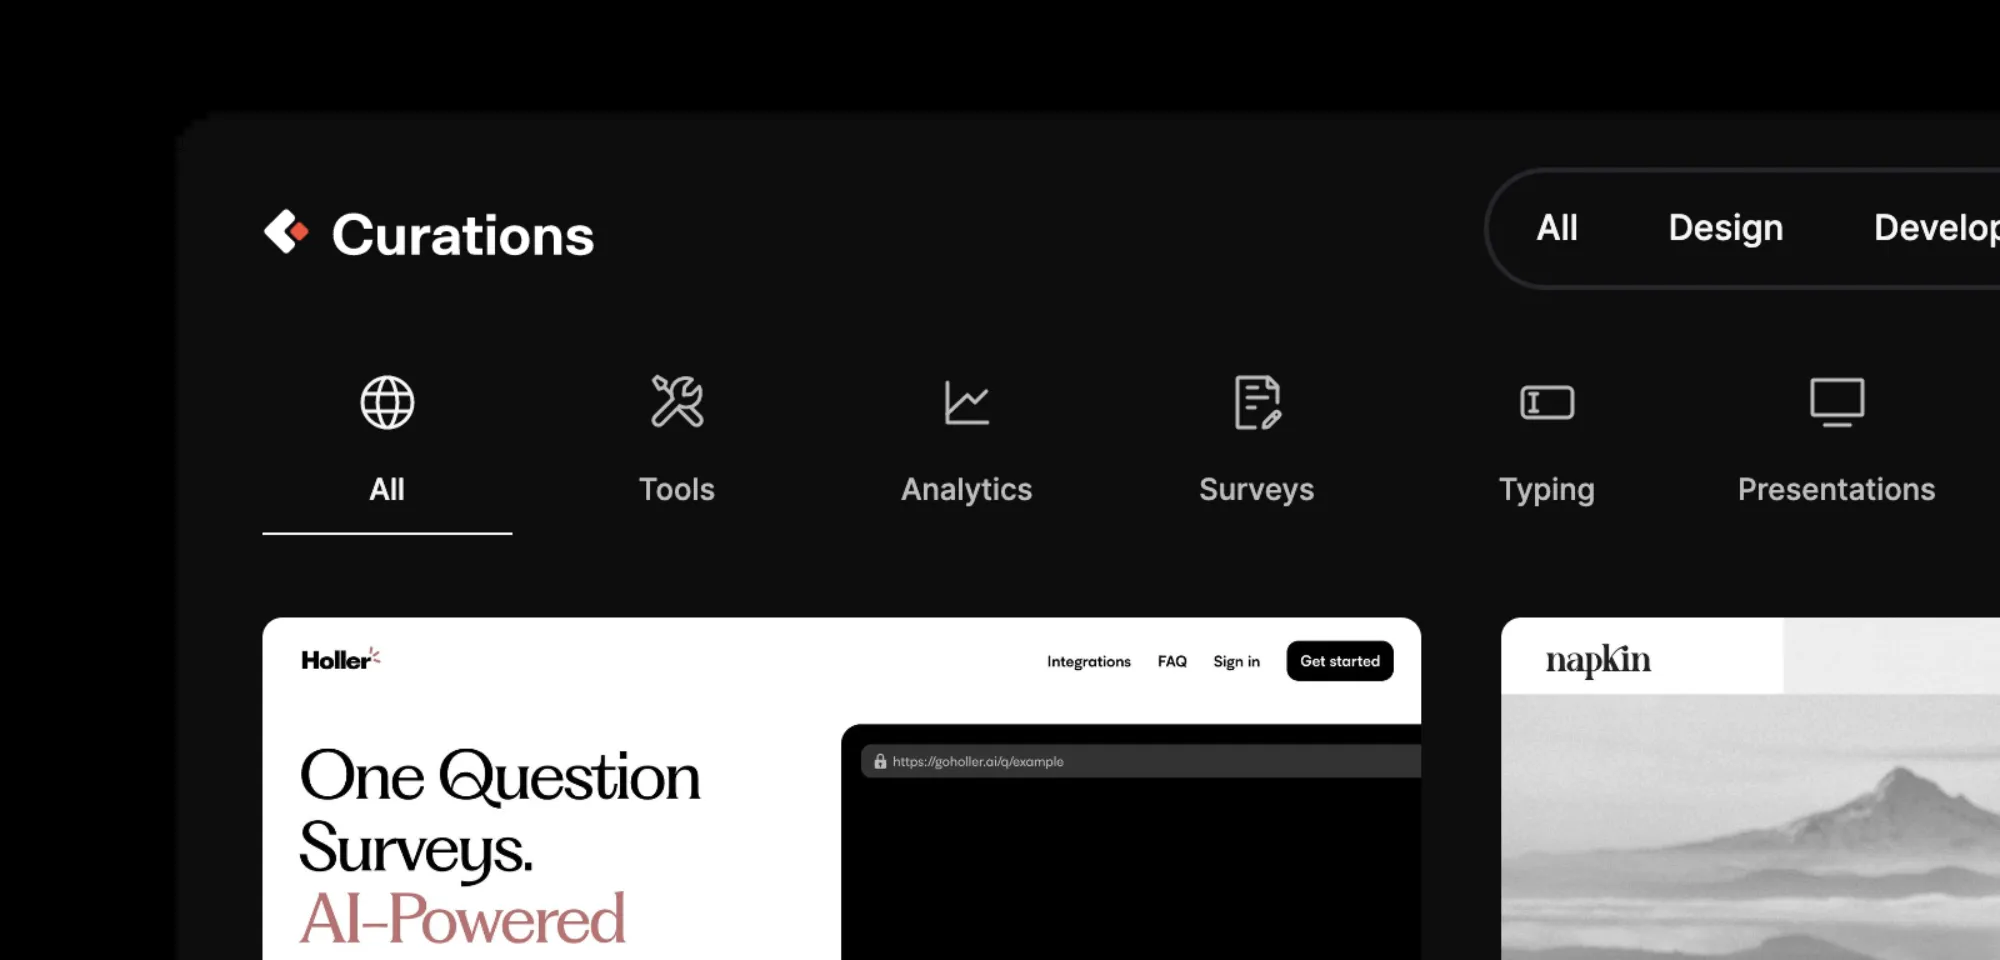 Curations
All Design Develop
All Tools Analytics Surveys Typing Presentations
Holler
Integrations FAQ Sign in Get started
One Question
Surveys.
AI-Powered
https://goholler.ai/q/example
napkin